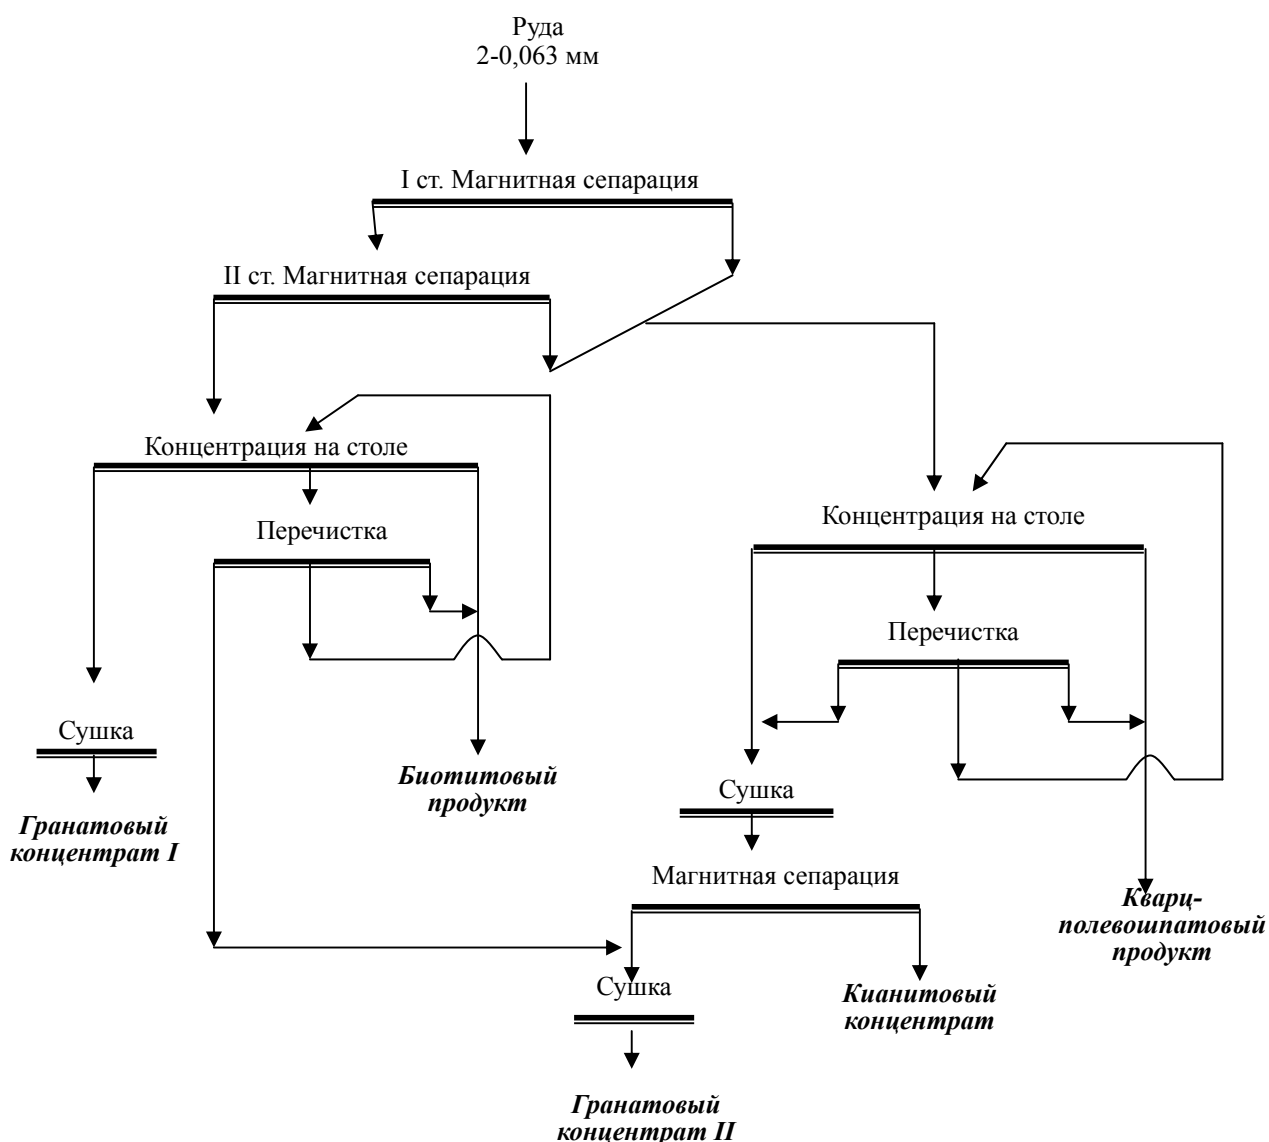 Руда
2-0,063 мм
I ст. Магнитная сепарация
II ст. Магнитная сепарация
Концентрация на столе
Концентрация на столе
Перечистка
Перечистка
Сушка
Биотитовый
продукт
Сушка
Гранатовый
концентрат I
Магнитная сепарация
Кварц-
полевошпатовый
продукт
Сушка
Кианитовый
концентрат
Гранатовый
концентрат II